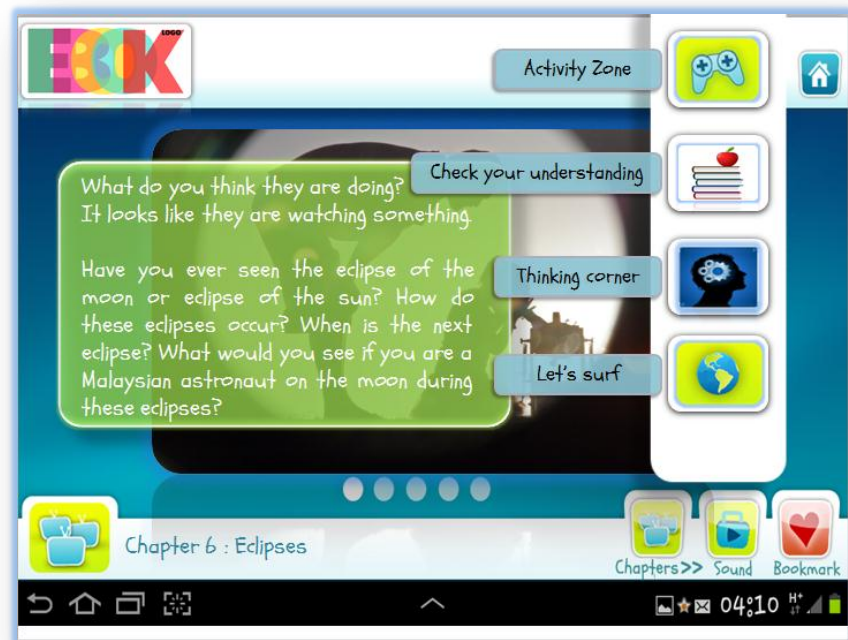 LOGO
EBOOK
Activity Zone
Check your understanding
What do you think they are doing?
It looks like they are watching something.
Have you ever seen the eclipse of the
moon or eclipse of the sun? How do
these eclipses occur? When is the next
eclipse? What would you see if you are a
Malaysian astronaut on the moon during
these eclipses?
Thinking corner
Let's surf
Chapter 6 : Eclipses
Chapters>>
Sound
Bookmark
04:10
H+